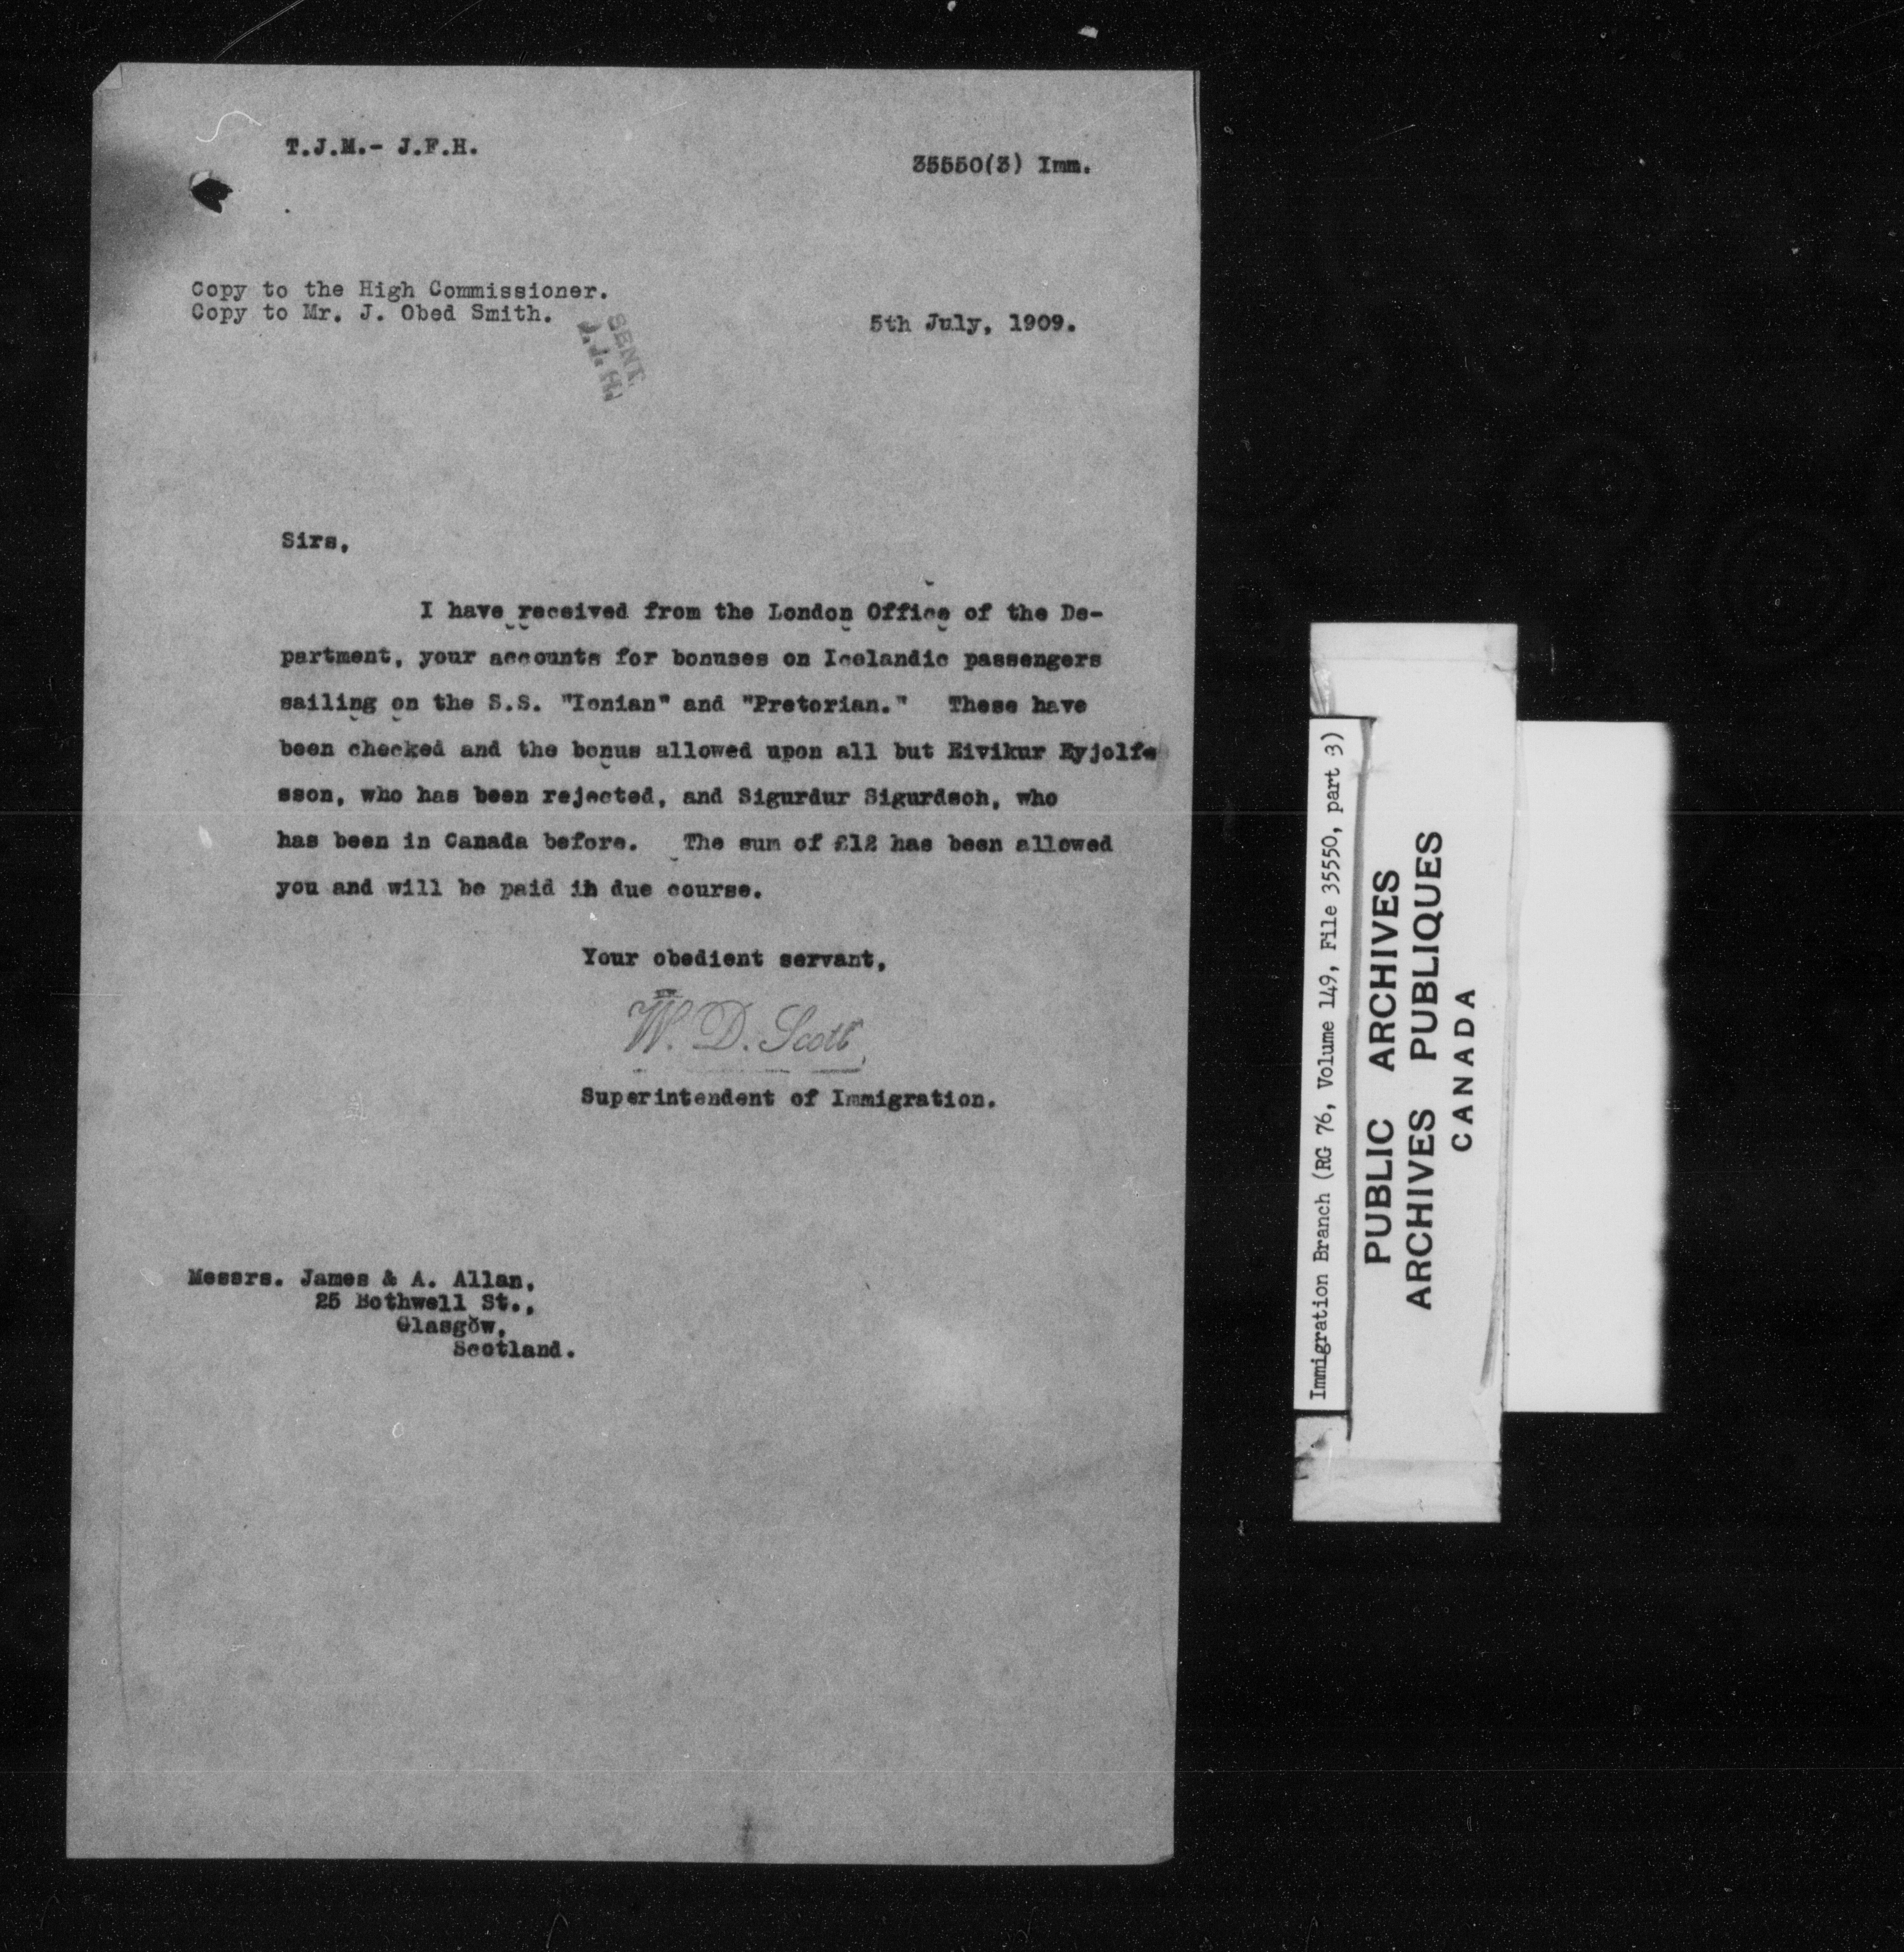 T.J.M.- J.F.H.
35550(3) Imm.
Copy to the High Commissioner.
Copy to Mr. J. Obed Smith.
SENT.
J.J.H.
5th July, 1909.
Sirs,
I have received from the London Office of the De-
partment, your accounts for bonuses on Icelandic passengers
sailing on the S.S. "Ionian" and "Pretorian." These have
been checked and the bonus allowed upon all but Eivikur Eyjolfs
sson, who has been rejected, and Sigurdur Sigurdson, who
has been in Canada before. The sum of £12 has been allowed
you and will be paid in due course.
Your obedient servant,
W. D. Scott
Superintendent of Immigration.
Messrs. James & A. Allan,
25 Bothwell St.,
Glasgow,
Scotland.
Immigration Branch (RG 76, Volume 149, File 35550, part 3)
PUBLIC ARCHIVES
ARCHIVES PUBLIQUES
CANADA